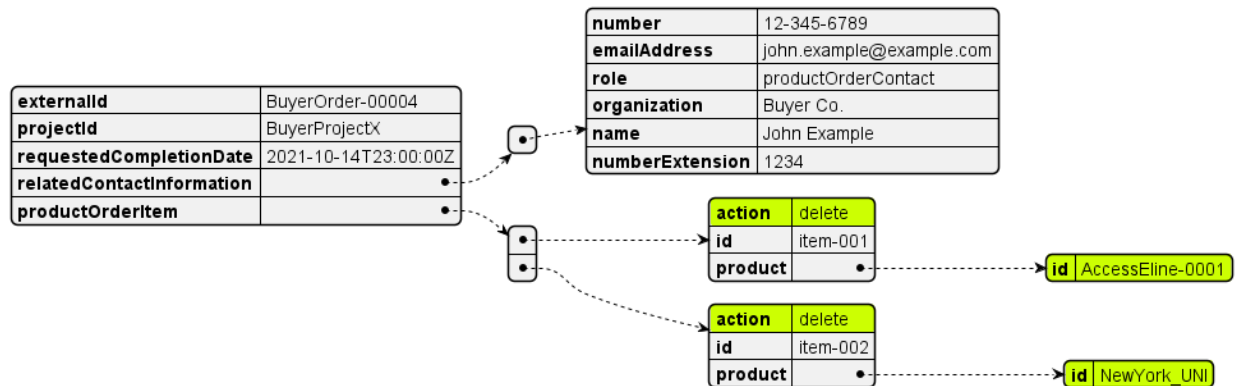 number 12-345-6789
emailAddress john.example@example.com
role productOrderContact
organization Buyer Co.
name John Example
numberExtension 1234
externalId BuyerOrder-00004
projectId BuyerProjectX
requestedCompletionDate 2021-10-14T23:00:00Z
relatedContactInformation
productOrderItem
action delete
id item-001
product
id AccessEline-0001
action delete
id item-002
product
id NewYork_UNI